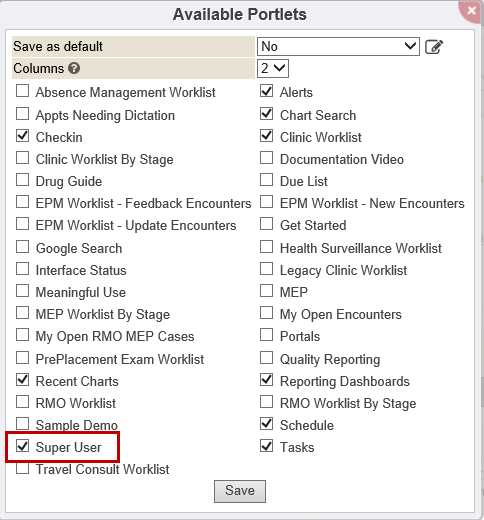 Available Portlets
Save as default No
Columns 2
Absence Management Worklist Alerts
Appts Needing Dictation Chart Search
Checkin Clinic Worklist
Clinic Worklist By Stage Documentation Video
Drug Guide Due List
EPM Worklist - Feedback Encounters EPM Worklist - New Encounters
EPM Worklist - Update Encounters Get Started
Google Search Health Surveillance Worklist
Interface Status Legacy Clinic Worklist
Meaningful Use MEP
MEP Worklist By Stage My Open Encounters
My Open RMO MEP Cases Portals
PrePlacement Exam Worklist Quality Reporting
Recent Charts Reporting Dashboards
RMO Worklist RMO Worklist By Stage
Sample Demo Schedule
Super User Tasks
Travel Consult Worklist
Save